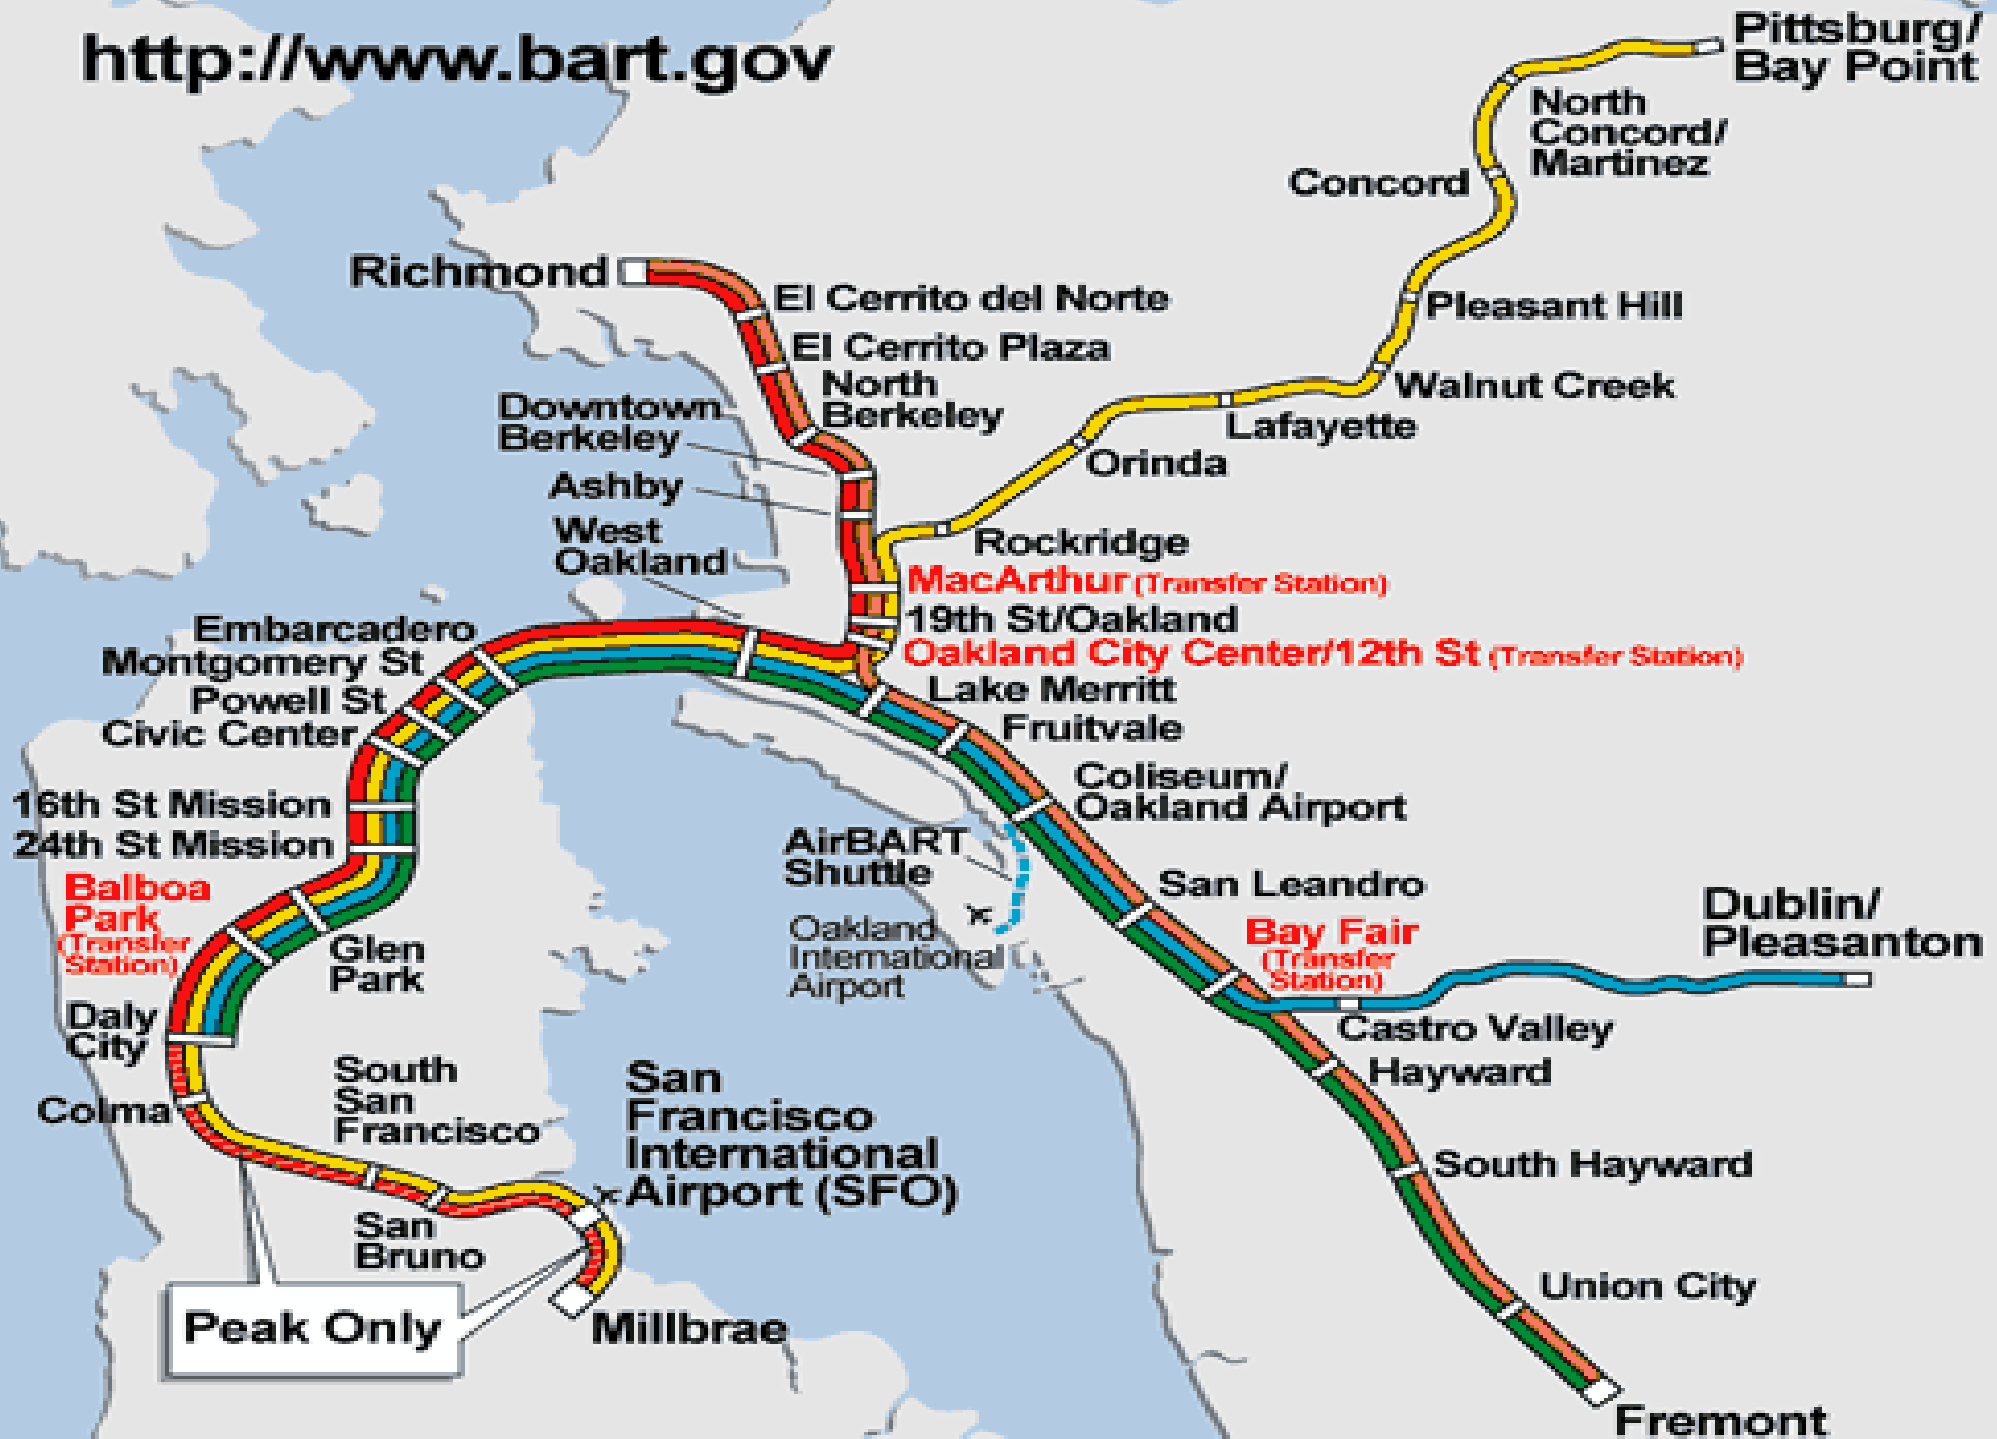 http://www.bart.gov
Pittsburg/
Bay Point
North
Concord/
Martinez
Concord
Richmond
El Cerrito del Norte
Pleasant Hill
El Cerrito Plaza
North
Berkeley
Walnut Creek
Downtown
Berkeley
Lafayette
Orinda
Ashby
West
Oakland
Rockridge
MacArthur (Transfer Station)
19th St/Oakland
Oakland City Center/12th St (Transfer Station)
Embarcadero
Montgomery St
Powell St
Civic Center
Lake Merritt
Fruitvale
Coliseum/
Oakland Airport
16th St Mission
24th St Mission
AirBART
Shuttle
San Leandro
Balboa
Park
(Transfer
Station)
Glen
Park
Oakland
International
Airport
Bay Fair
(Transfer
Station)
Dublin/
Pleasanton
Daly
City
Castro Valley
Hayward
Colma
South
San
Francisco
San
Francisco
International
Airport (SFO)
South Hayward
San
Bruno
Union City
Peak Only
Millbrae
Fremont